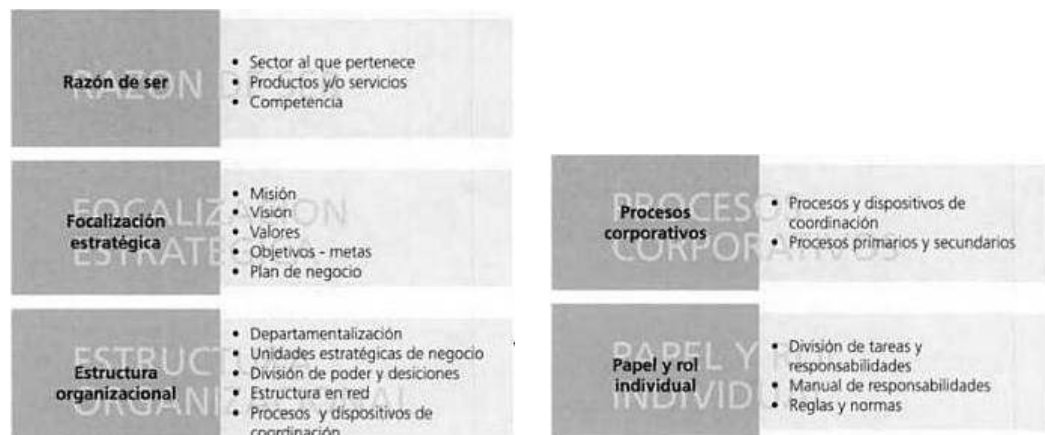 Razón de ser
• Sector al que pertenece
• Productos y/o servicios
• Competencia
Focalización
estratégica
• Misión
• Visión
• Valores
• Objetivos - metas
• Plan de negocio
Estructura
organizacional
• Departamentalización
• Unidades estratégicas de negocio
• División de poder y desiciones
• Estructura en red
• Procesos y dispositivos de
coordinación
Procesos
corporativos
• Procesos y dispositivos de
coordinación
• Procesos primarios y secundarios
Papel y rol
individual
• División de tareas y
responsabilidades
• Manual de responsabilidades
• Reglas y normas